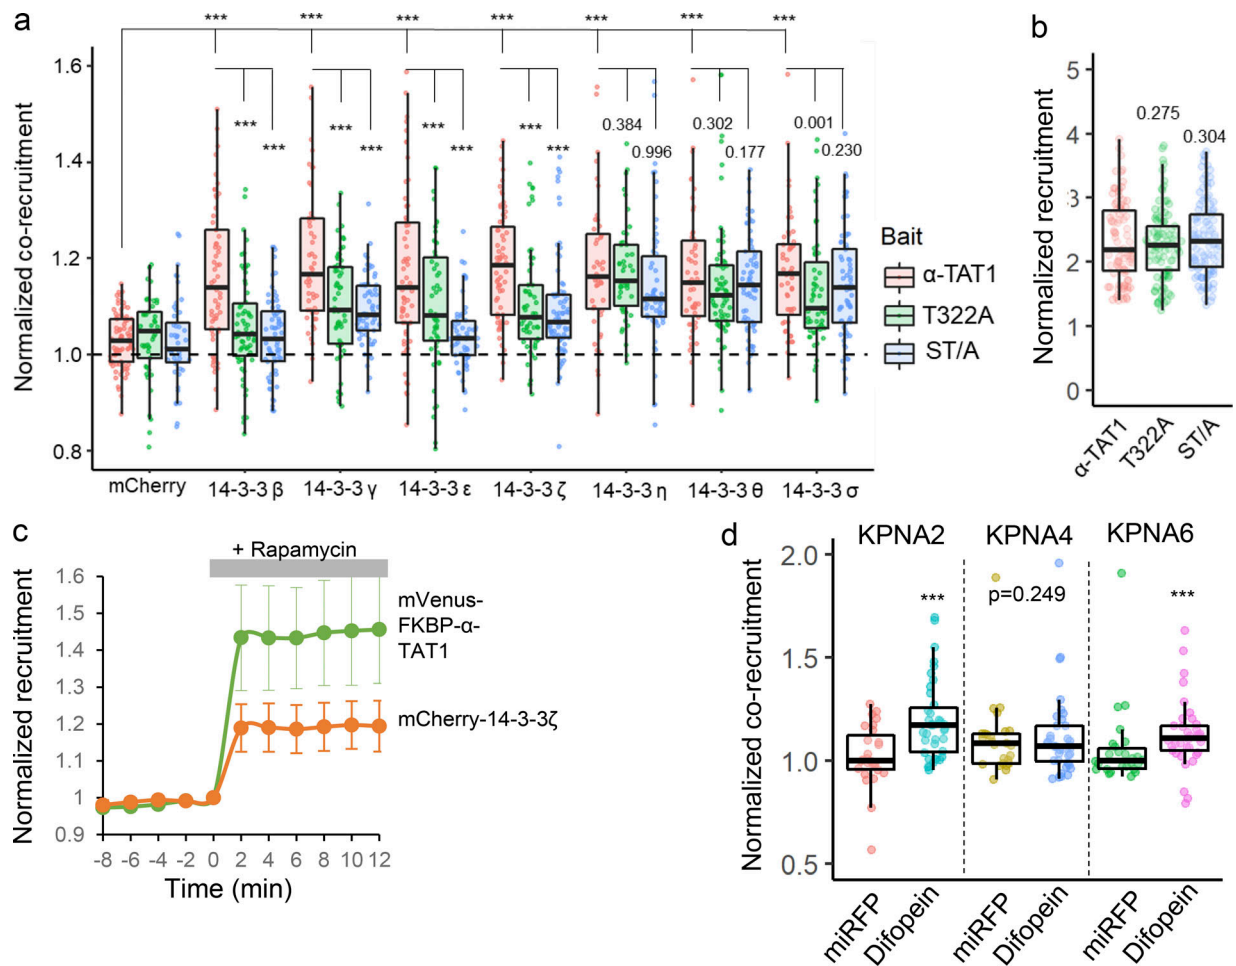 a
*** *** *** *** *** *** ***
1.6
1.4
1.2
1.0
0.8
Normalized co-recruitment
*** *** *** *** *** *** *** ***
0.384 0.996 0.302 0.177 0.001 0.230
mCherry 14-3-3 β 14-3-3 γ 14-3-3 ε 14-3-3 ζ 14-3-3 η 14-3-3 θ 14-3-3 σ
Bait
α-TAT1
T322A
ST/A
b
Normalized recruitment
5
4
3
2
1
0
0.275
0.304
α-TAT1 T322A ST/A
c
+ Rapamycin
Normalized recruitment
1.6
1.5
1.4
1.3
1.2
1.1
1
0.9
mVenus-
FKBP-α-
TAT1
mCherry-14-3-3ζ
-8 -6 -4 -2 0 2 4 6 8 10 12
Time (min)
d
KPNA2 KPNA4 KPNA6
Normalized co-recruitment
2.0
1.5
1.0
0.5
*** p=0.249 ***
miRFP Difopein miRFP Difopein miRFP Difopein